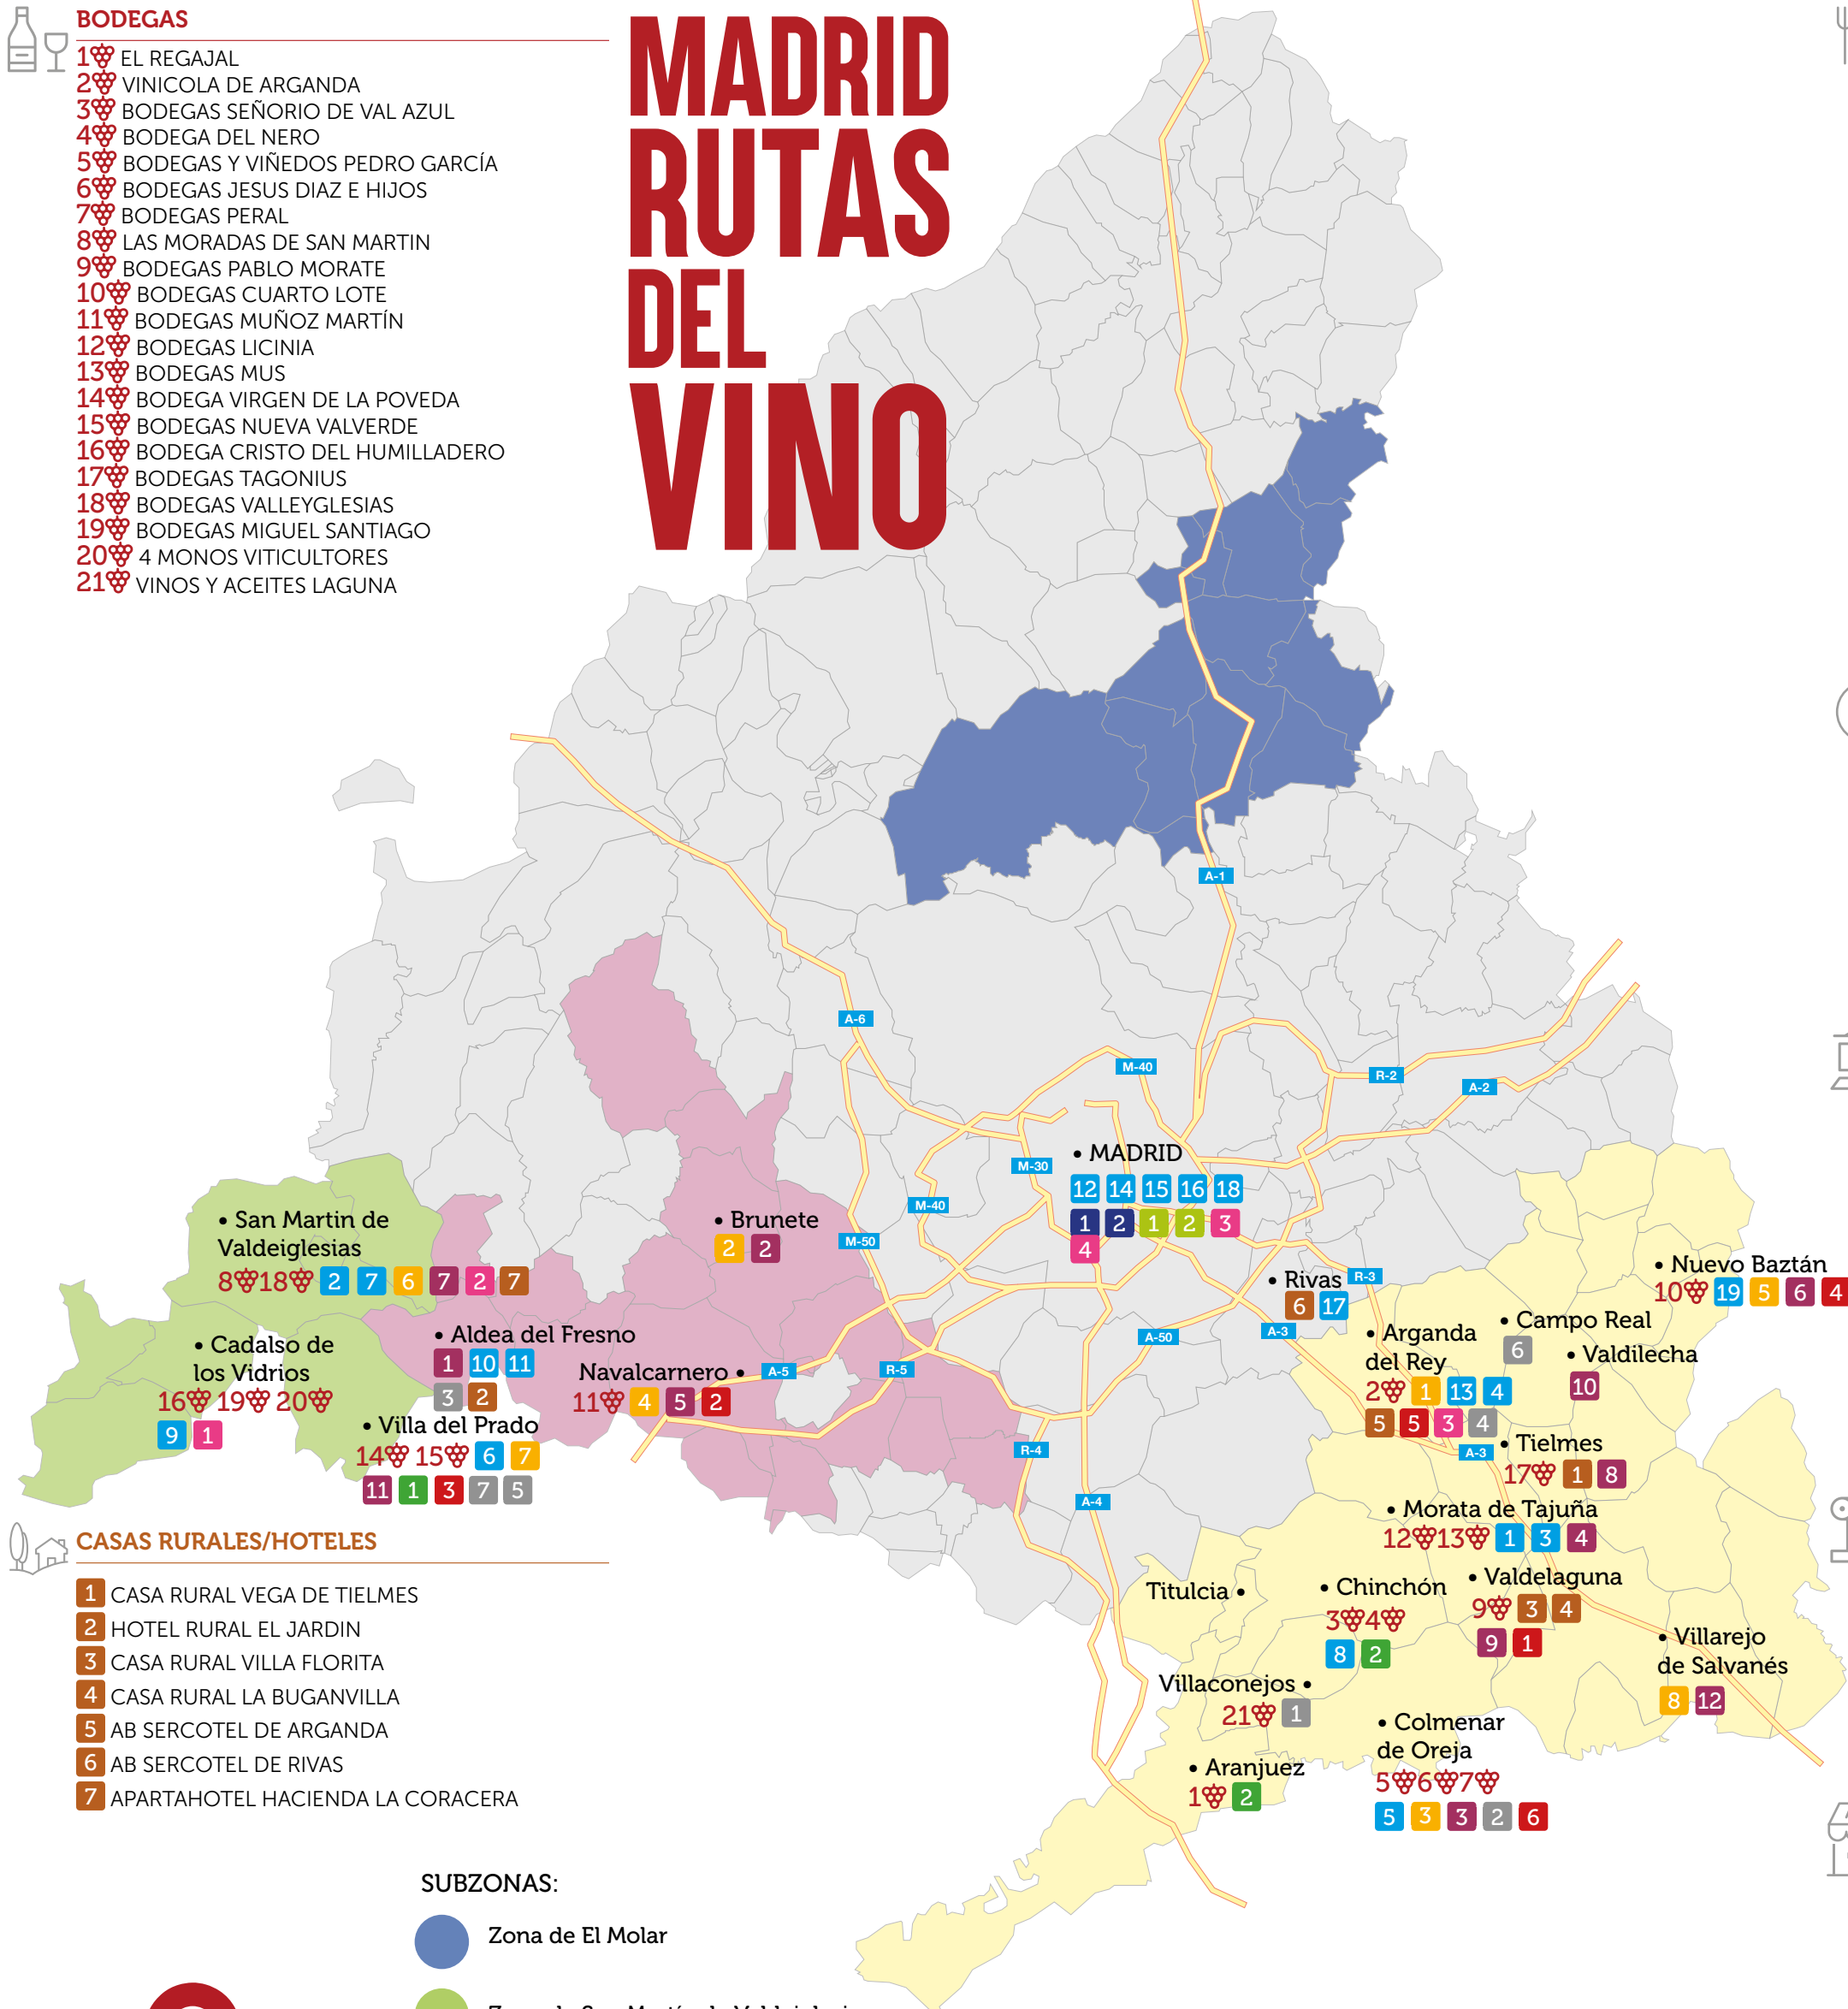 BODEGAS
1 EL REGAJAL
2 VINICOLA DE ARGANDA
3 BODEGAS SEÑORIO DE VAL AZUL
4 BODEGA DEL NERO
5 BODEGAS Y VIÑEDOS PEDRO GARCÍA
6 BODEGAS JESUS DIAZ E HIJOS
7 BODEGAS PERAL
8 LAS MORADAS DE SAN MARTIN
9 BODEGAS PABLO MORATE
10 BODEGAS CUARTO LOTE
11 BODEGAS MUÑOZ MARTÍN
12 BODEGAS LICINIA
13 BODEGAS MUS
14 BODEGA VIRGEN DE LA POVEDA
15 BODEGAS NUEVA VALVERDE
16 BODEGA CRISTO DEL HUMILLADERO
17 BODEGAS TAGONIUS
18 BODEGAS VALLEYGLESIAS
19 BODEGAS MIGUEL SANTIAGO
20 4 MONOS VITICULTORES
21 VINOS Y ACEITES LAGUNA
MADRID
RUTAS
DEL
VINO
A-1
A-6
M-40
R-2
A-2
• MADRID
12 14 15 16 18
1 2 1 2 3
4
M-30
M-40
M-50
• San Martin de
Valdeiglesias
8 18 2 7 6 7 2 7
• Brunete
2 2
• Rivas
6 17
R-3
• Nuevo Baztán
10 19 5 6 4
• Cadalso de
los Vidrios
16 19 20
9 1
• Aldea del Fresno
1 10 11
3 2
Navalcarnero •
11 4 5 2
A-5
R-5
A-50
A-3
• Arganda
del Rey
2 1 13 4
5 5 3 4
• Campo Real
6
• Valdilecha
10
• Villa del Prado
14 15 6 7
11 1 3 7 5
R-4
A-4
A-3
• Tielmes
17 1 8
• Morata de Tajuña
12 13 1 3 4
Titulcia •
• Chinchón
3 4
8 2
• Valdelaguna
9 3 4
9 1
• Villarejo
de Salvanés
8 12
Villaconejos •
21 1
• Colmenar
de Oreja
5 6 7
5 3 3 2 6
• Aranjuez
1 2
CASAS RURALES/HOTELES
1 CASA RURAL VEGA DE TIELMES
2 HOTEL RURAL EL JARDIN
3 CASA RURAL VILLA FLORITA
4 CASA RURAL LA BUGANVILLA
5 AB SERCOTEL DE ARGANDA
6 AB SERCOTEL DE RIVAS
7 APARTAHOTEL HACIENDA LA CORACERA
SUBZONAS:
Zona de El Molar